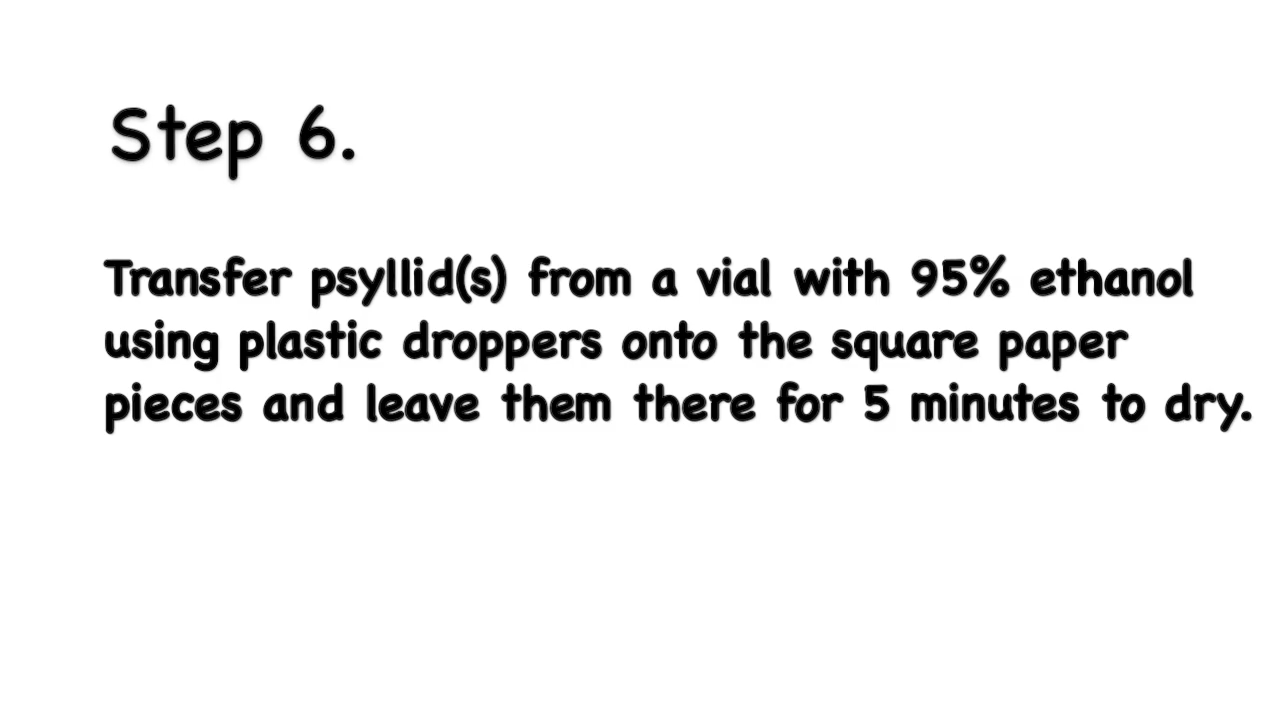 Step 6.
Transfer psyllid(s) from a vial with 95% ethanol
using plastic droppers onto the square paper
pieces and leave them there for 5 minutes to dry.